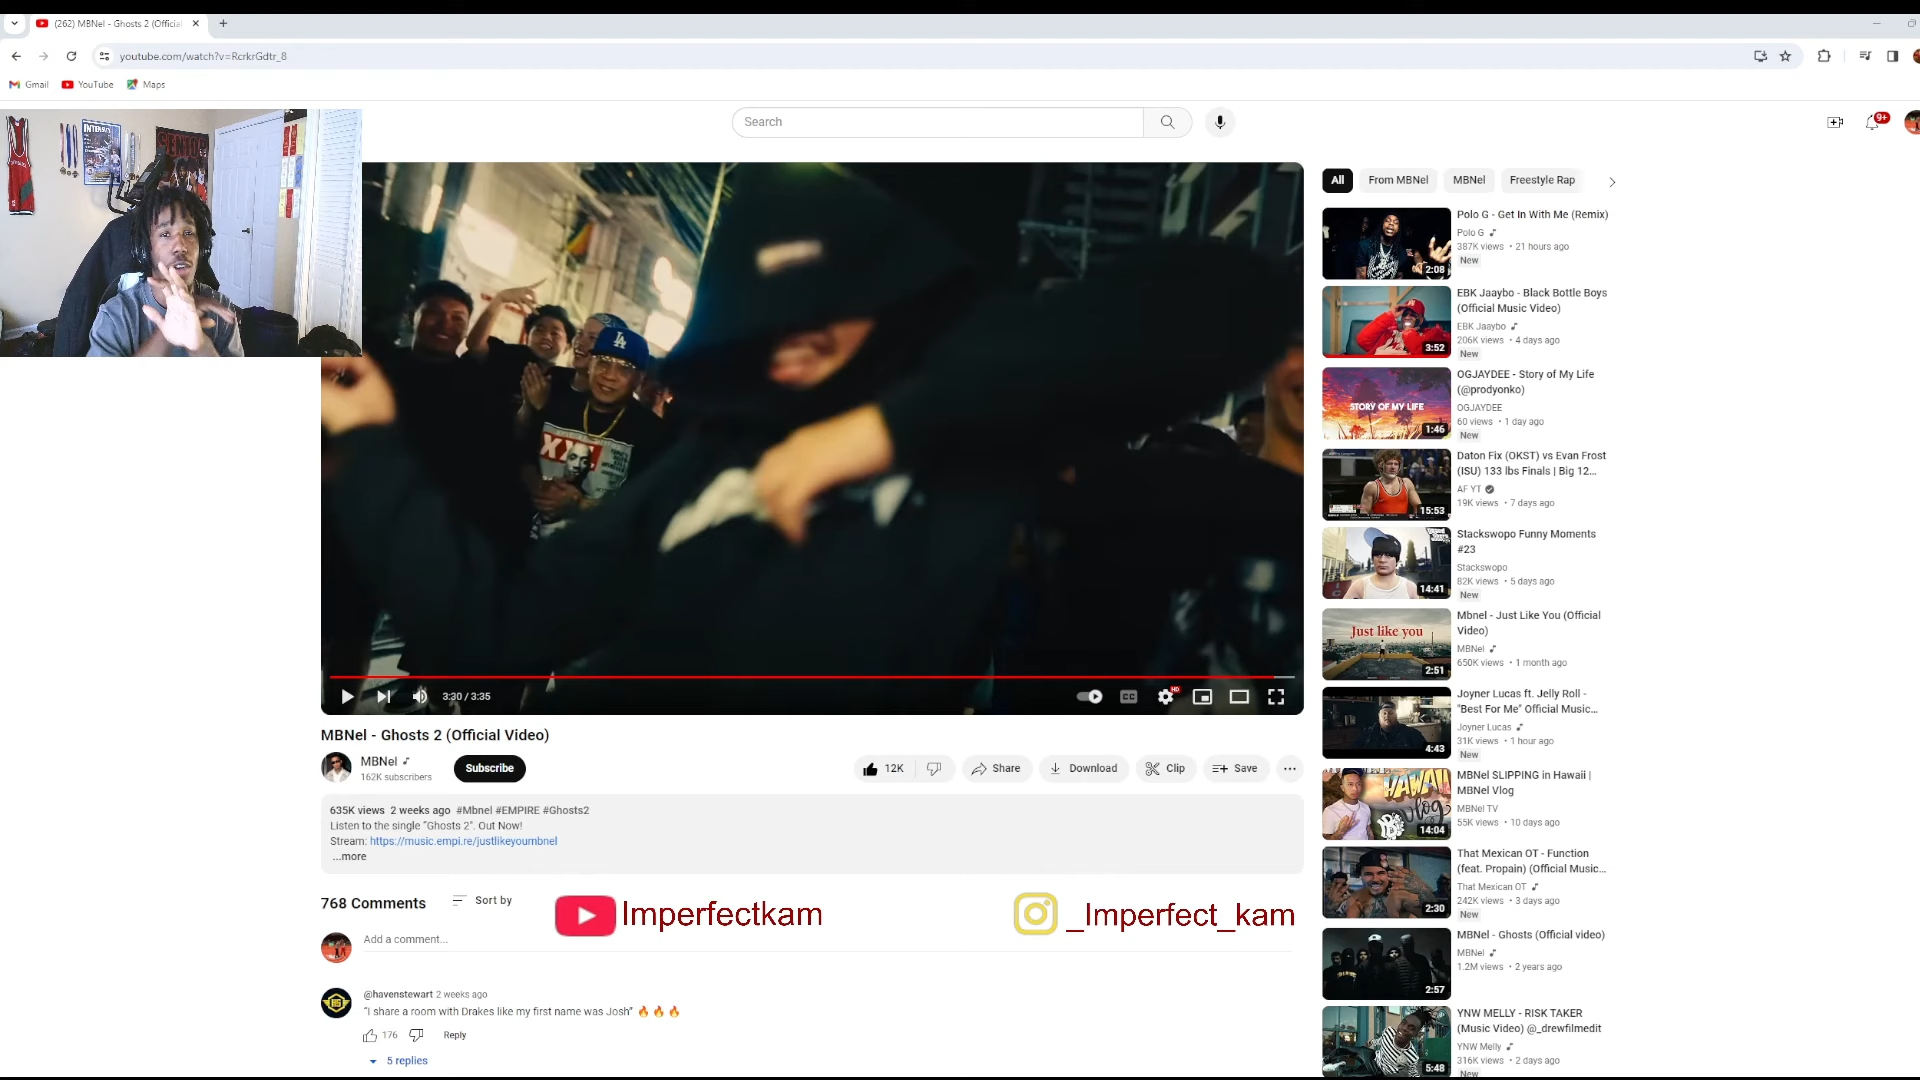 (262) MBNel - Ghosts 2 (Official
youtube.com/watch?v=RcrkrGdtr_8
Gmail
YouTube
Maps
Search
9+
INTENSITY
All
From MBNel
MBNel
Freestyle Rap
Polo G - Get In With Me (Remix)
Polo G
387K views • 21 hours ago
New
2:08
EBK Jaaybo - Black Bottle Boys
(Official Music Video)
EBK Jaaybo
206K views • 4 days ago
New
3:52
OGJAYDEE - Story of My Life
(@prodyonko)
OGJAYDEE
60 views • 1 day ago
New
STORY OF MY LIFE
1:46
Daton Fix (OKST) vs Evan Frost
(ISU) 133 lbs Finals | Big 12...
AF YT
19K views • 7 days ago
15:53
Stackswopo Funny Moments
#23
Stackswopo
82K views • 5 days ago
New
14:41
Mbnel - Just Like You (Official
Video)
MBNel
650K views • 1 month ago
Just like you
2:51
Joyner Lucas ft. Jelly Roll -
"Best For Me" Official Music...
Joyner Lucas
31K views • 1 hour ago
New
4:43
MBNel SLIPPING in Hawaii |
MBNel Vlog
MBNel TV
55K views • 10 days ago
HAWAII
Vlog
14:04
That Mexican OT - Function
(feat. Propain) (Official Music...
That Mexican OT
242K views • 3 days ago
New
2:30
MBNel - Ghosts (Official video)
MBNel
1.2M views • 2 years ago
2:57
YNW MELLY - RISK TAKER
(Music Video) @_drewfilmedit
YNW Melly
316K views • 2 days ago
New
5:48
LA
XXL
3:30 / 3:35
CC
HD
MBNel - Ghosts 2 (Official Video)
MBNel
162K subscribers
Subscribe
12K
Share
Download
Clip
Save
635K views 2 weeks ago #Mbnel #EMPIRE #Ghosts2
Listen to the single "Ghosts 2". Out Now!
Stream: https://music.empi.re/justlikeyoumbnel
...more
768 Comments
Sort by
Imperfectkam
_Imperfect_kam
Add a comment...
@havenstewart 2 weeks ago
"I share a room with Drakes like my first name was Josh" 🔥 🔥 🔥
176
Reply
5 replies